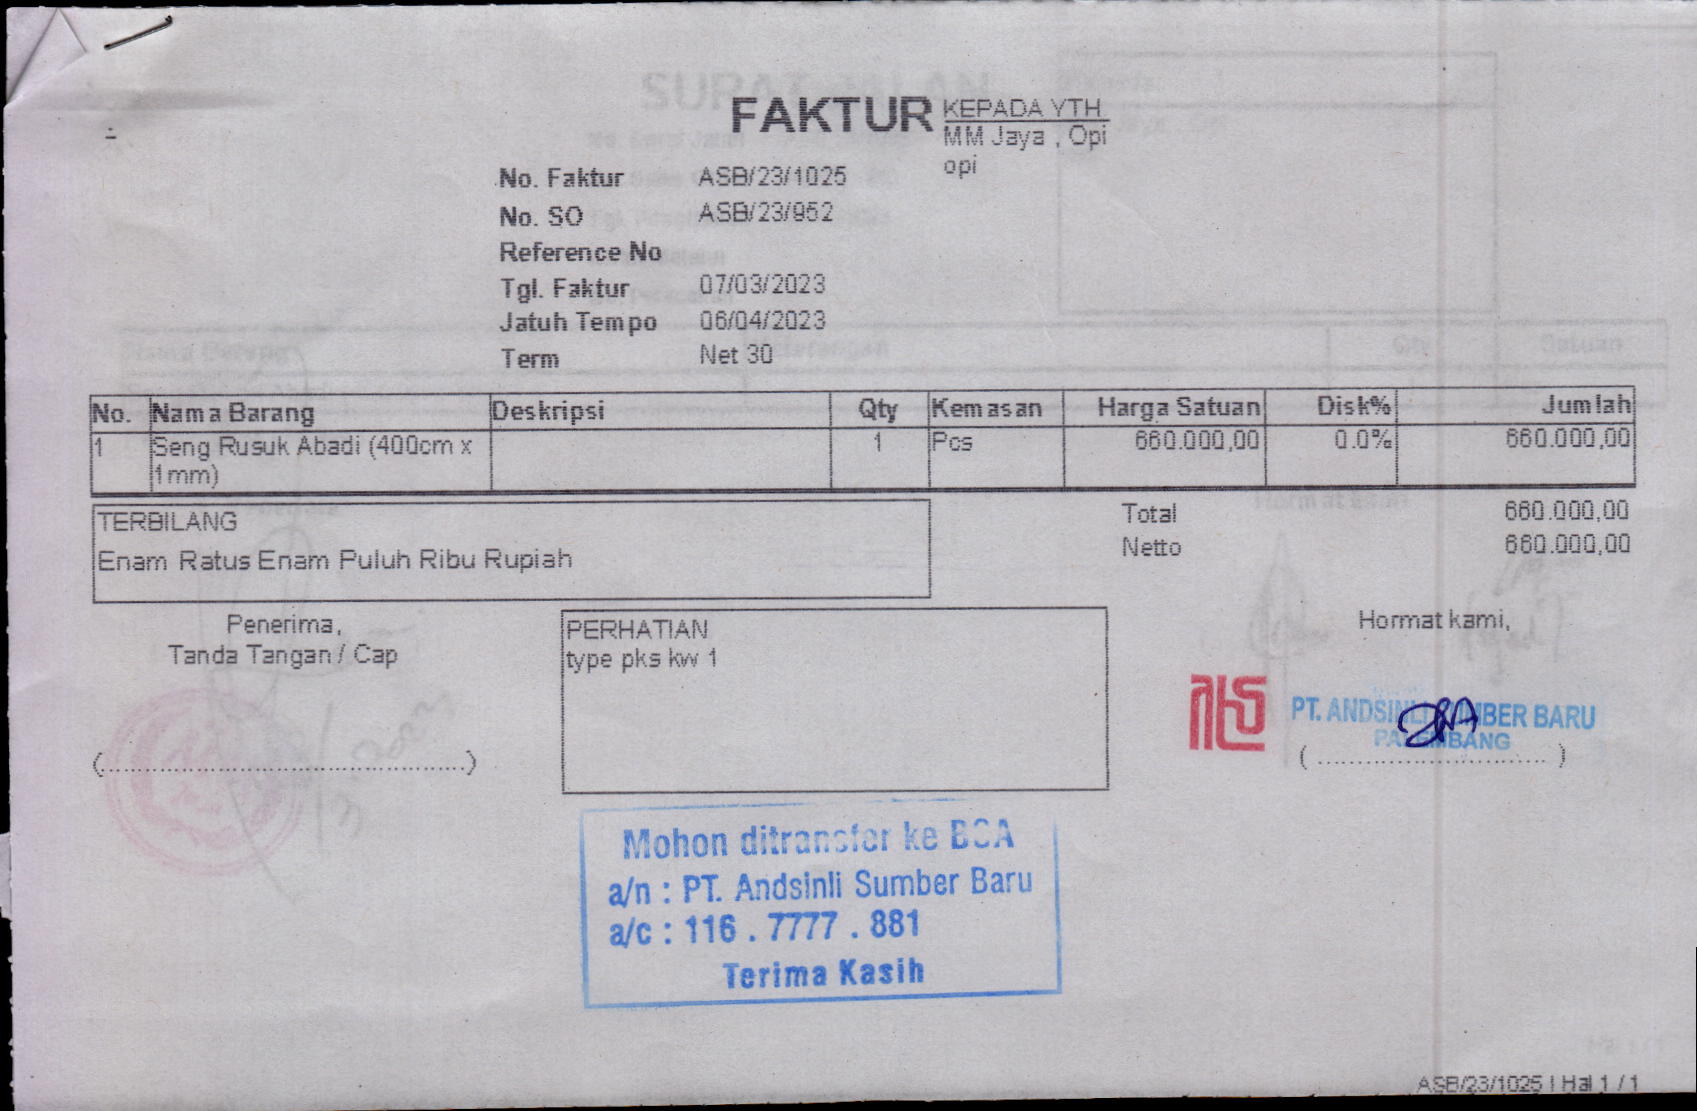 FAKTUR
KEPADA YTH
MM Jaya , Opi
opi
No. Faktur ASB/23/1025
No. SO ASB/23/952
Reference No
Tgl. Faktur 07/03/2023
Jatuh Tempo 06/04/2023
Term Net 30
No. Nama Barang Deskripsi Qty Kemasan Harga Satuan Disk% Jumlah
1 Seng Rusuk Abadi (400cm x 1 Pcs 660.000,00 0.0% 660.000,00
1mm)
TERBILANG
Enam Ratus Enam Puluh Ribu Rupiah
Total 660.000,00
Netto 660.000,00
Penerima,
Tanda Tangan / Cap
(..............................................)
PERHATIAN
type pks kw 1
Hormat kami,
PT. ANDSINLI SUMBER BARU
PALEMBANG
( ............................. )
Mohon ditransfer ke BCA
a/n : PT. Andsinli Sumber Baru
a/c : 116 . 7777 . 881
Terima Kasih
ASB/23/1025 | Hal 1 / 1